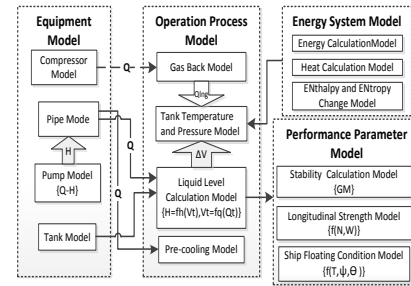 Equipment
Model
Compressor
Model
Pipe Mode
H
Pump Model
{Q-H}
Tank Model
Q
Q
Operation Process
Model
Gas Back Model
Qlng
Tank Temperature
and Pressure Model
ΔV
Liquid Level
Calculation Model
{H=fh(Vt),Vt=fq(Qt)}
Pre-cooling Model
Energy System Model
Energy CalculationModel
Heat Calculation Model
ENthalpy and ENtropy
Change Model
Performance Parameter
Model
Stability Calculation Model
{GM}
Longitudinal Strength Model
{f(N,W)}
Ship Floating Condition Model
{f(T,ψ,θ)}